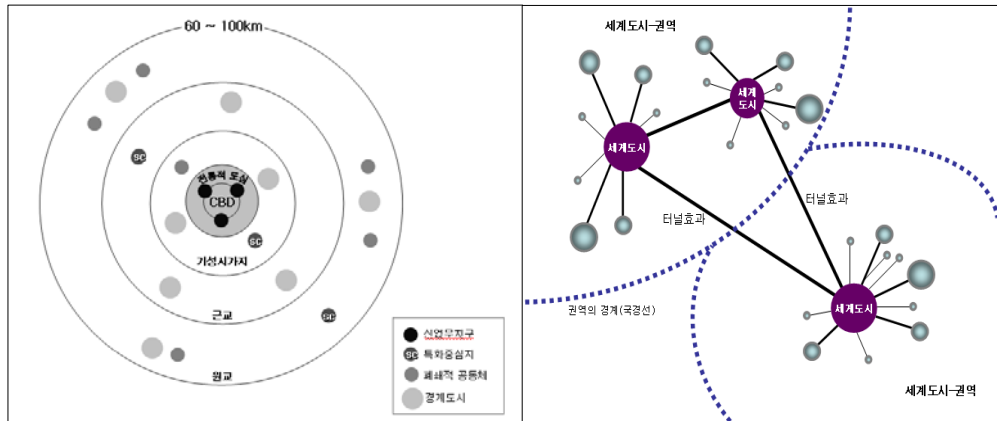 60 ~ 100km
전통적 도심
CBD
SC
SC
기성시가지
근교
SC
원교
신업무지구
SC 특화중심지
폐쇄적 공동체
경계도시
세계도시-권역
세계
도시
세계도시
터널효과
터널효과
권역의 경계(국경선)
세계도시
세계도시-권역